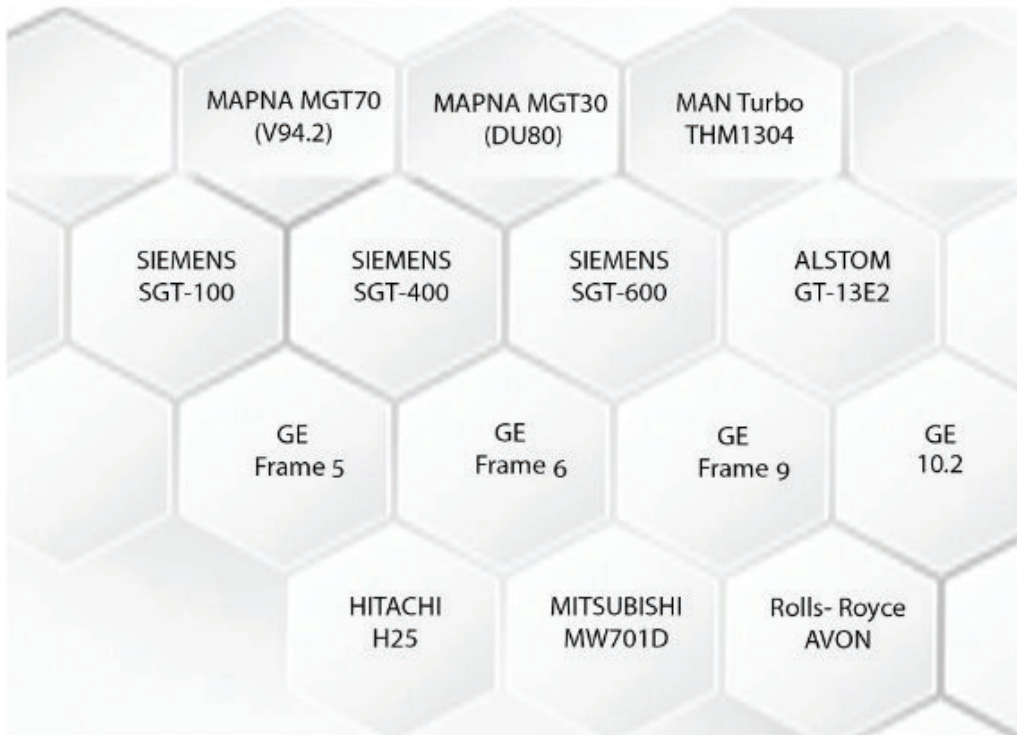 MAPNA MGT70
(V94.2)
MAPNA MGT30
(DU80)
MAN Turbo
THM1304
SIEMENS
SGT-100
SIEMENS
SGT-400
SIEMENS
SGT-600
ALSTOM
GT-13E2
GE
Frame 5
GE
Frame 6
GE
Frame 9
GE
10.2
HITACHI
H25
MITSUBISHI
MW701D
Rolls- Royce
AVON